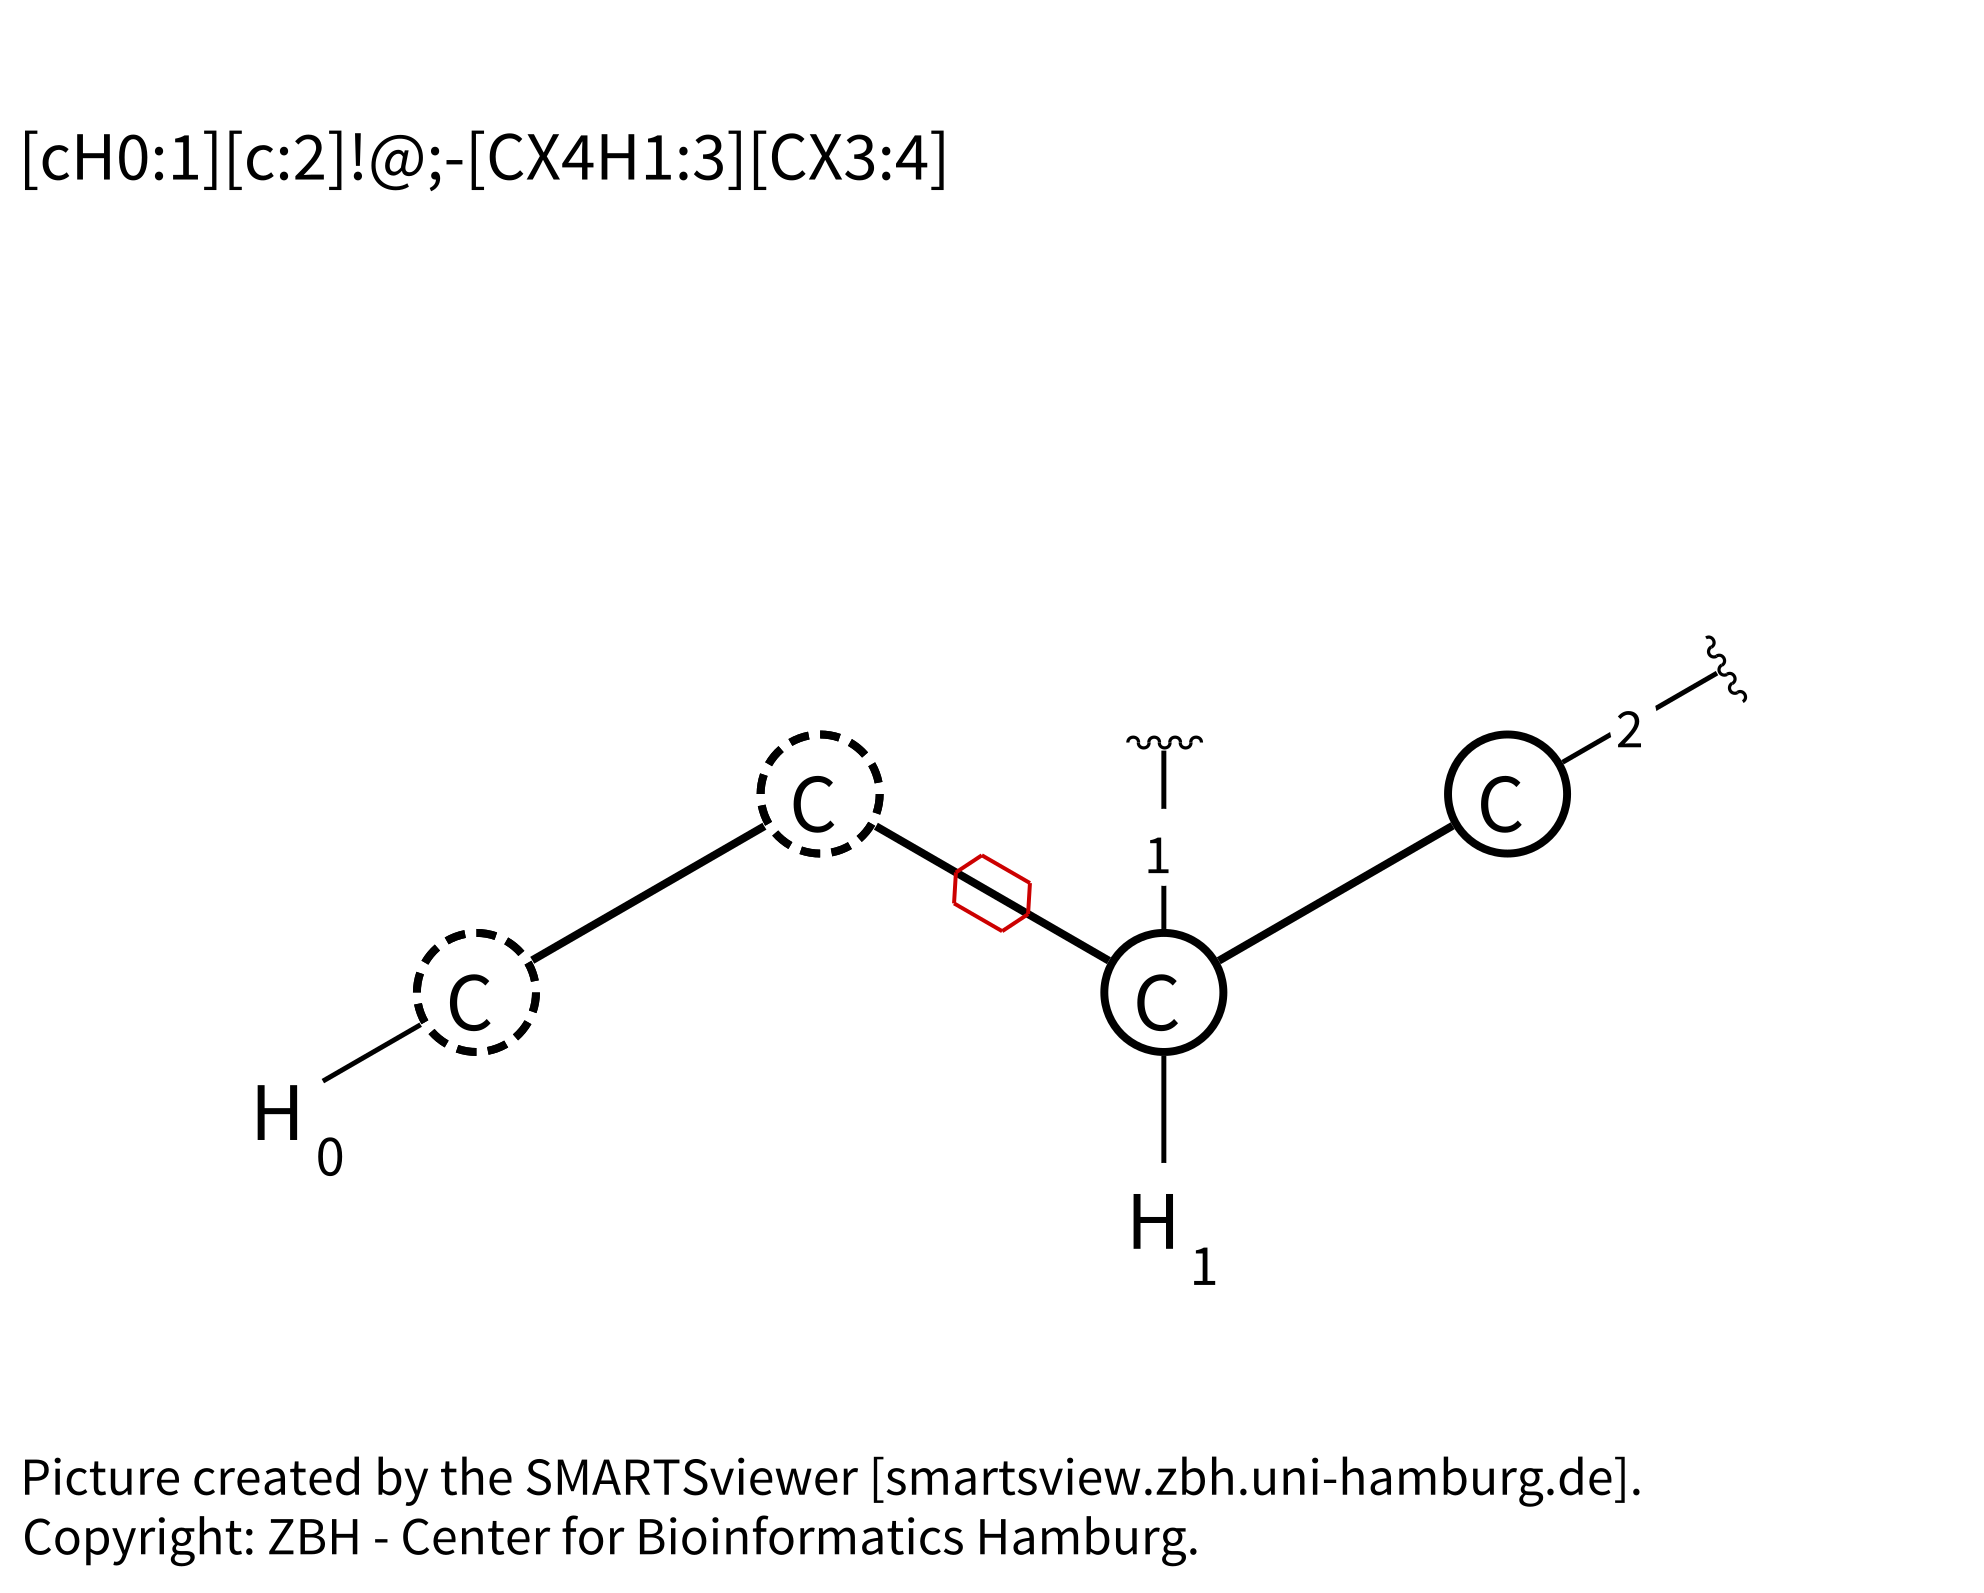 [cH0:1][c:2]!@;-[CX4H1:3][CX3:4]
2
C C
1
C C
H 0
H 1
Picture created by the SMARTSviewer [smartsview.zbh.uni-hamburg.de].
Copyright: ZBH - Center for Bioinformatics Hamburg.